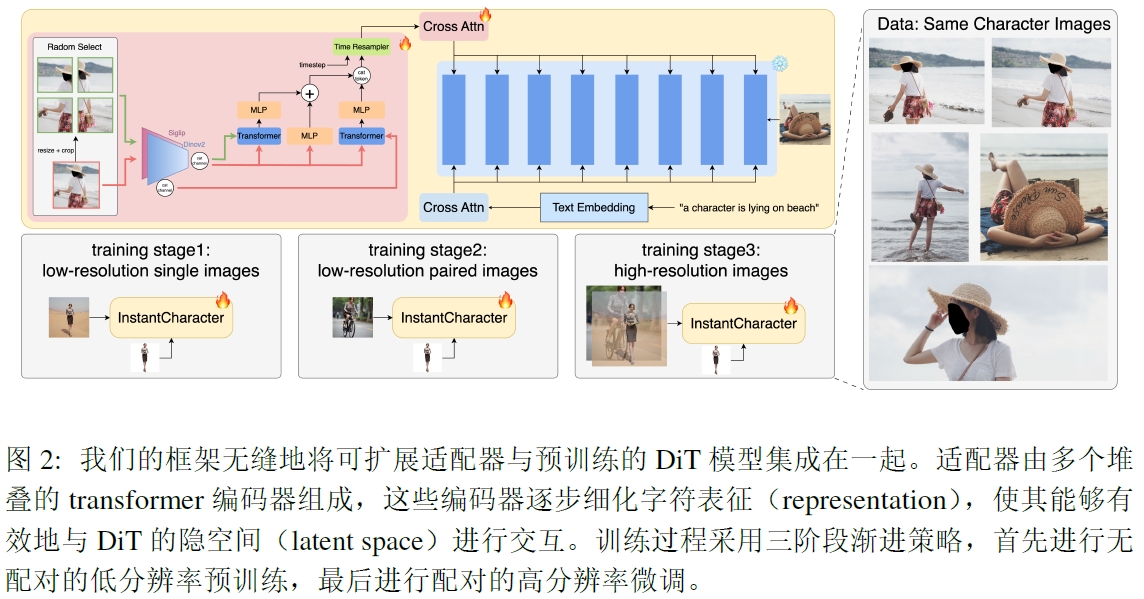 Radom Select
resize + crop
Siglip
Dinov2
cat
channel
cat
channel
Transformer
MLP
MLP
Transformer
MLP
+
timestep
cat
token
Time Resampler
Cross Attn
Cross Attn
Text Embedding
"a character is lying on beach"
Data: Same Character Images
Sun Please
training stage1:
low-resolution single images
InstantCharacter
training stage2:
low-resolution paired images
InstantCharacter
training stage3:
high-resolution images
InstantCharacter
图 2: 我们的框架无缝地将可扩展适配器与预训练的 DiT 模型集成在一起。适配器由多个堆
叠的 transformer 编码器组成，这些编码器逐步细化字符表征（representation），使其能够有
效地与 DiT 的隐空间（latent space）进行交互。训练过程采用三阶段渐进策略，首先进行无
配对的低分辨率预训练，最后进行配对的高分辨率微调。